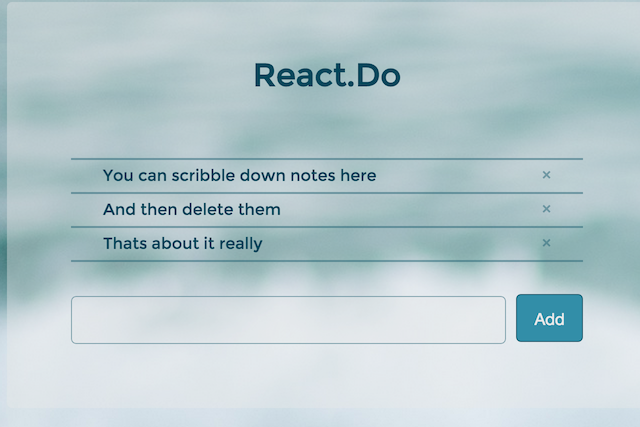 React.Do
You can scribble down notes here ×
And then delete them ×
Thats about it really ×
Add